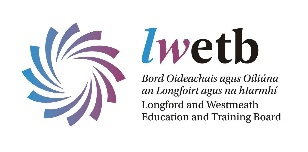 lwetb
Bord Oideachais agus Oiliúna
an Longfoirt agus na hIarmhí
Longford and Westmeath
Education and Training Board